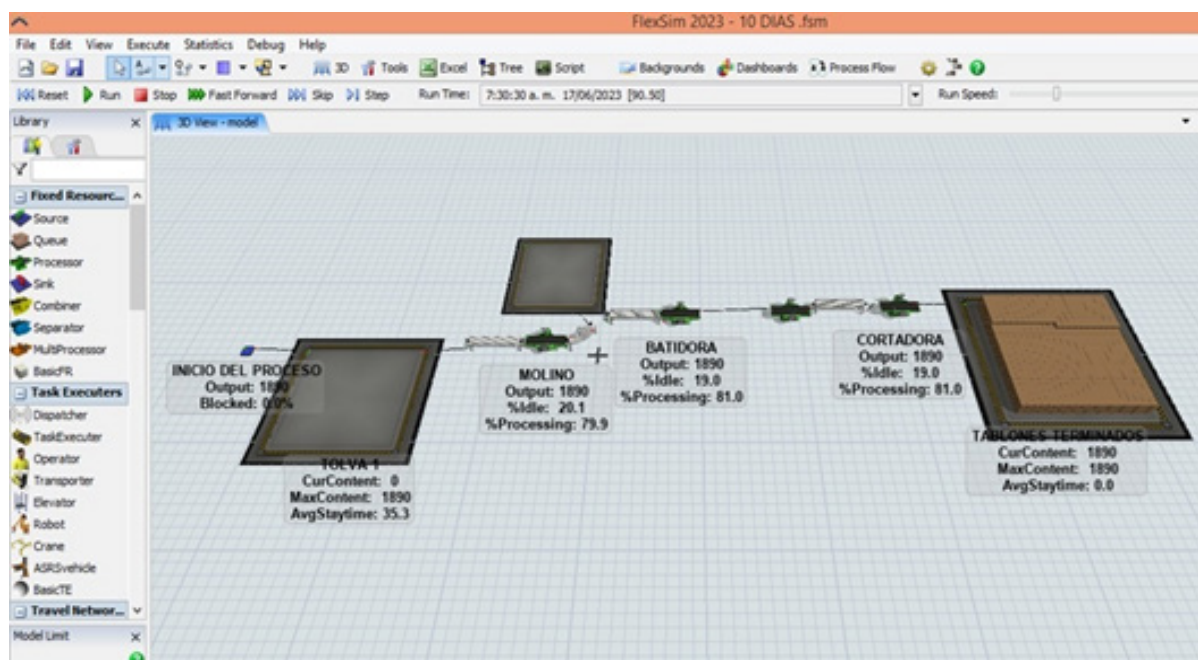 FlexSim 2023 - 10 DIAS .fsm
File Edit View Execute Statistics Debug Help
3D Tools Excel Tree Script Backgrounds Dashboards Process Flow
Reset Run Stop Fast Forward Skip Step Run Time: 7:30:30 a. m. 17/06/2023 [90.50] Run Speed:
Library
3D View - model
Fixed Resourc...
Source
Queue
Processor
Sink
Combiner
Separator
MultiProcessor
BasicFR
Task Executers
Dispatcher
TaskExecuter
Operator
Transporter
Elevator
Robot
Crane
ASRSvehicle
BasicTE
Travel Networ...
Model Limit
INICIO DEL PROCESO
Output: 1890
Blocked: 0.0%
TOLVA 1
CurContent: 0
MaxContent: 1890
AvgStaytime: 35.3
MOLINO
Output: 1890
%Idle: 20.1
%Processing: 79.9
BATIDORA
Output: 1890
%Idle: 19.0
%Processing: 81.0
CORTADORA
Output: 1890
%Idle: 19.0
%Processing: 81.0
TABLONES TERMINADOS
CurContent: 1890
MaxContent: 1890
AvgStaytime: 0.0